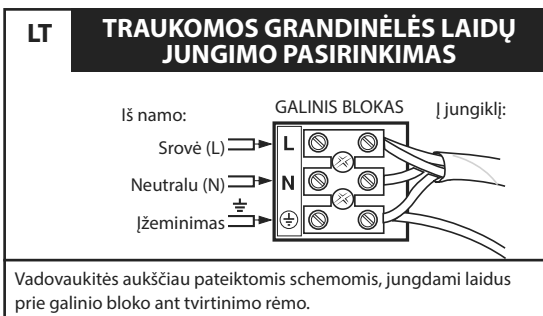 LT
TRAUKOMOS GRANDINĖLĖS LAIDŲ
JUNGIMO PASIRINKIMAS
Iš namo:
GALINIS BLOKAS
Į jungiklį:
Srovė (L)
L
Neutralu (N)
N
Įžeminimas
Vadovaukitės aukščiau pateiktomis schemomis, jungdami laidus
prie galinio bloko ant tvirtinimo rėmo.